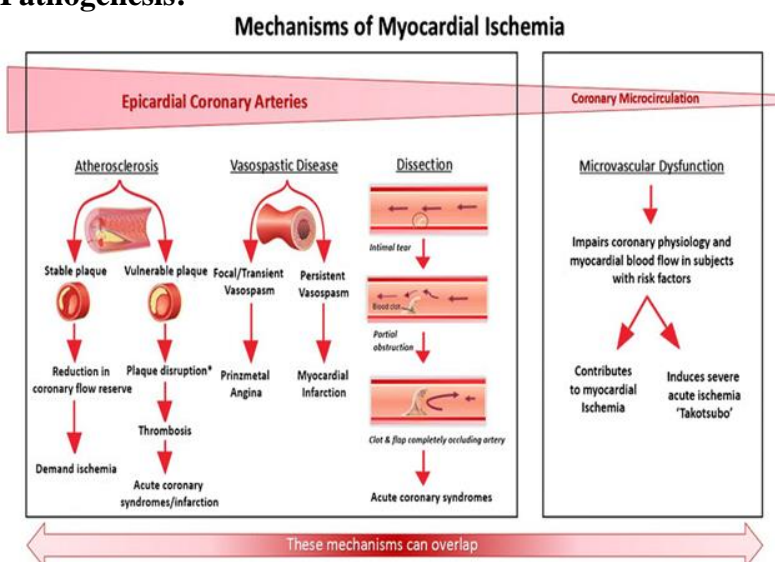 Pathogenesis:
Mechanisms of Myocardial Ischemia
Epicardial Coronary Arteries
Coronary Microcirculation
Atherosclerosis
Stable plaque
Vulnerable plaque
Reduction in
coronary flow reserve
Demand ischemia
Plaque disruption*
Thrombosis
Acute coronary
syndromes/infarction
Vasospastic Disease
Focal/Transient
Vasospasm
Prinzmetal
Angina
Persistent
Vasospasm
Myocardial
Infarction
Dissection
Intimal tear
Blood clot
Partial
obstruction
Clot & flap completely occluding artery
Acute coronary syndromes
Microvascular Dysfunction
Impairs coronary physiology and
myocardial blood flow in subjects
with risk factors
Contributes
to myocardial
Ischemia
Induces severe
acute ischemia
‘Takotsubo’
These mechanisms can overlap